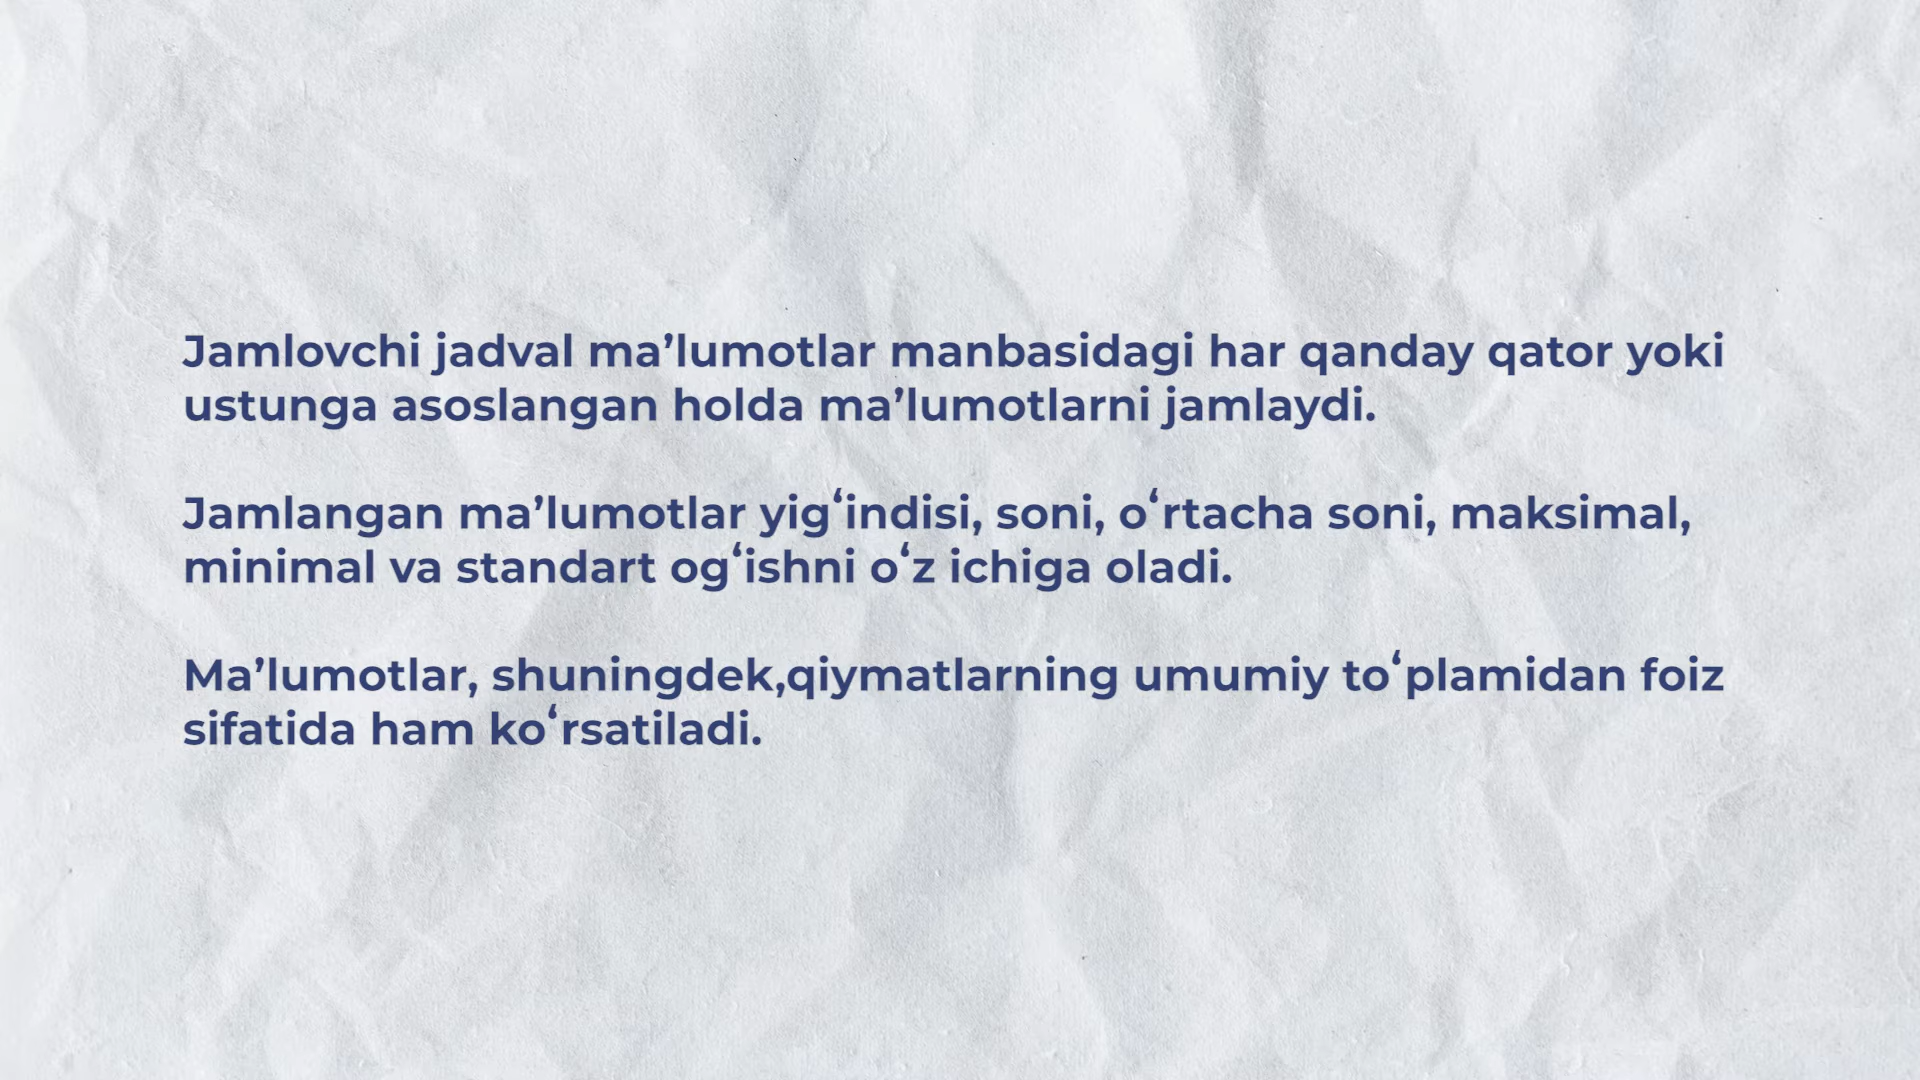 Jamlovchi jadval ma’lumotlar manbasidagi har qanday qator yoki
ustunga asoslangan holda ma’lumotlarni jamlaydi.
Jamlangan ma’lumotlar yigʻindisi, soni, oʻrtacha soni, maksimal,
minimal va standart ogʻishni oʻz ichiga oladi.
Ma’lumotlar, shuningdek,qiymatlarning umumiy toʻplamidan foiz
sifatida ham koʻrsatiladi.